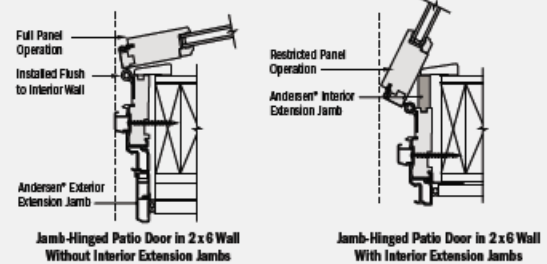 Full Panel
Operation
Installed Flush
to Interior Wall
Andersen® Exterior
Extension Jamb
Jamb-Hinged Patio Door in 2 x 6 Wall
Without Interior Extension Jambs
Restricted Panel
Operation
Andersen® Interior
Extension Jamb
Jamb-Hinged Patio Door in 2 x 6 Wall
With Interior Extension Jambs